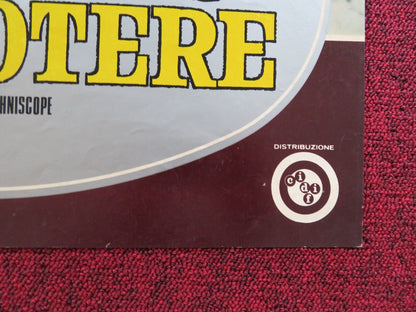 OTERE
HNISCOPE
DISTRIBUZIONE
cidif